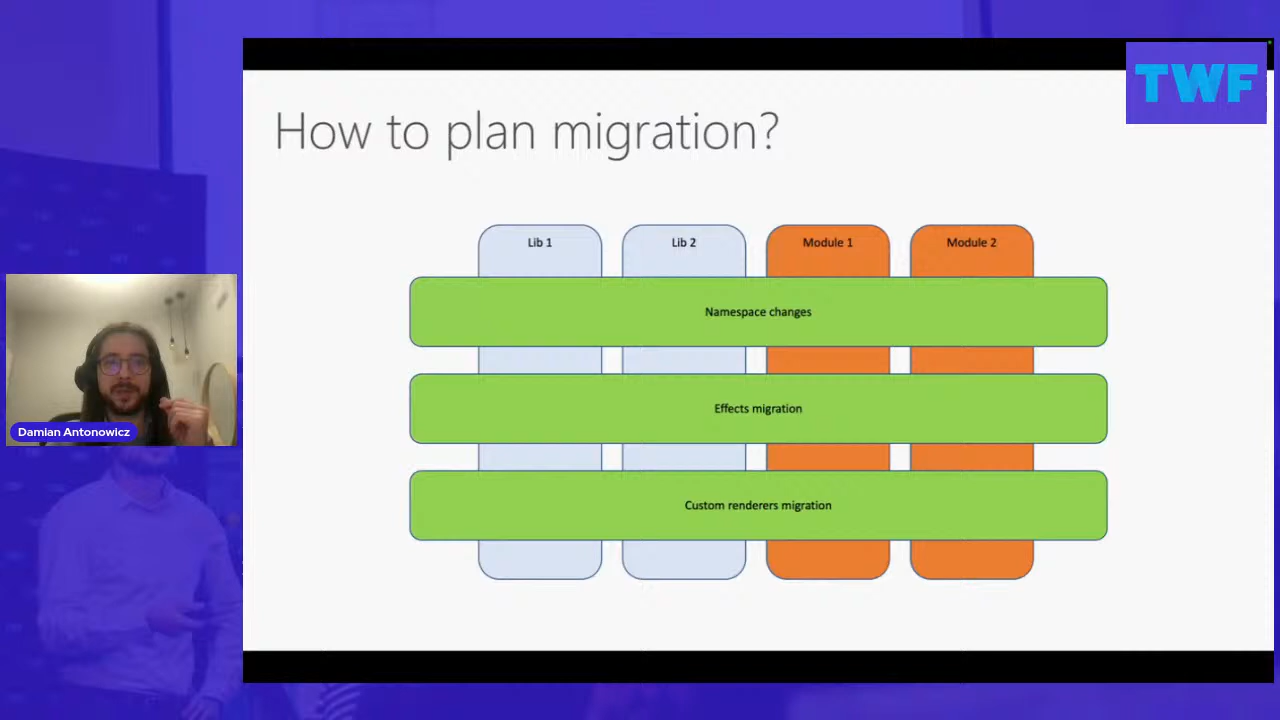 TWF
How to plan migration?
Lib 1
Lib 2
Module 1
Module 2
Namespace changes
Effects migration
Custom renderers migration
Damian Antonowicz